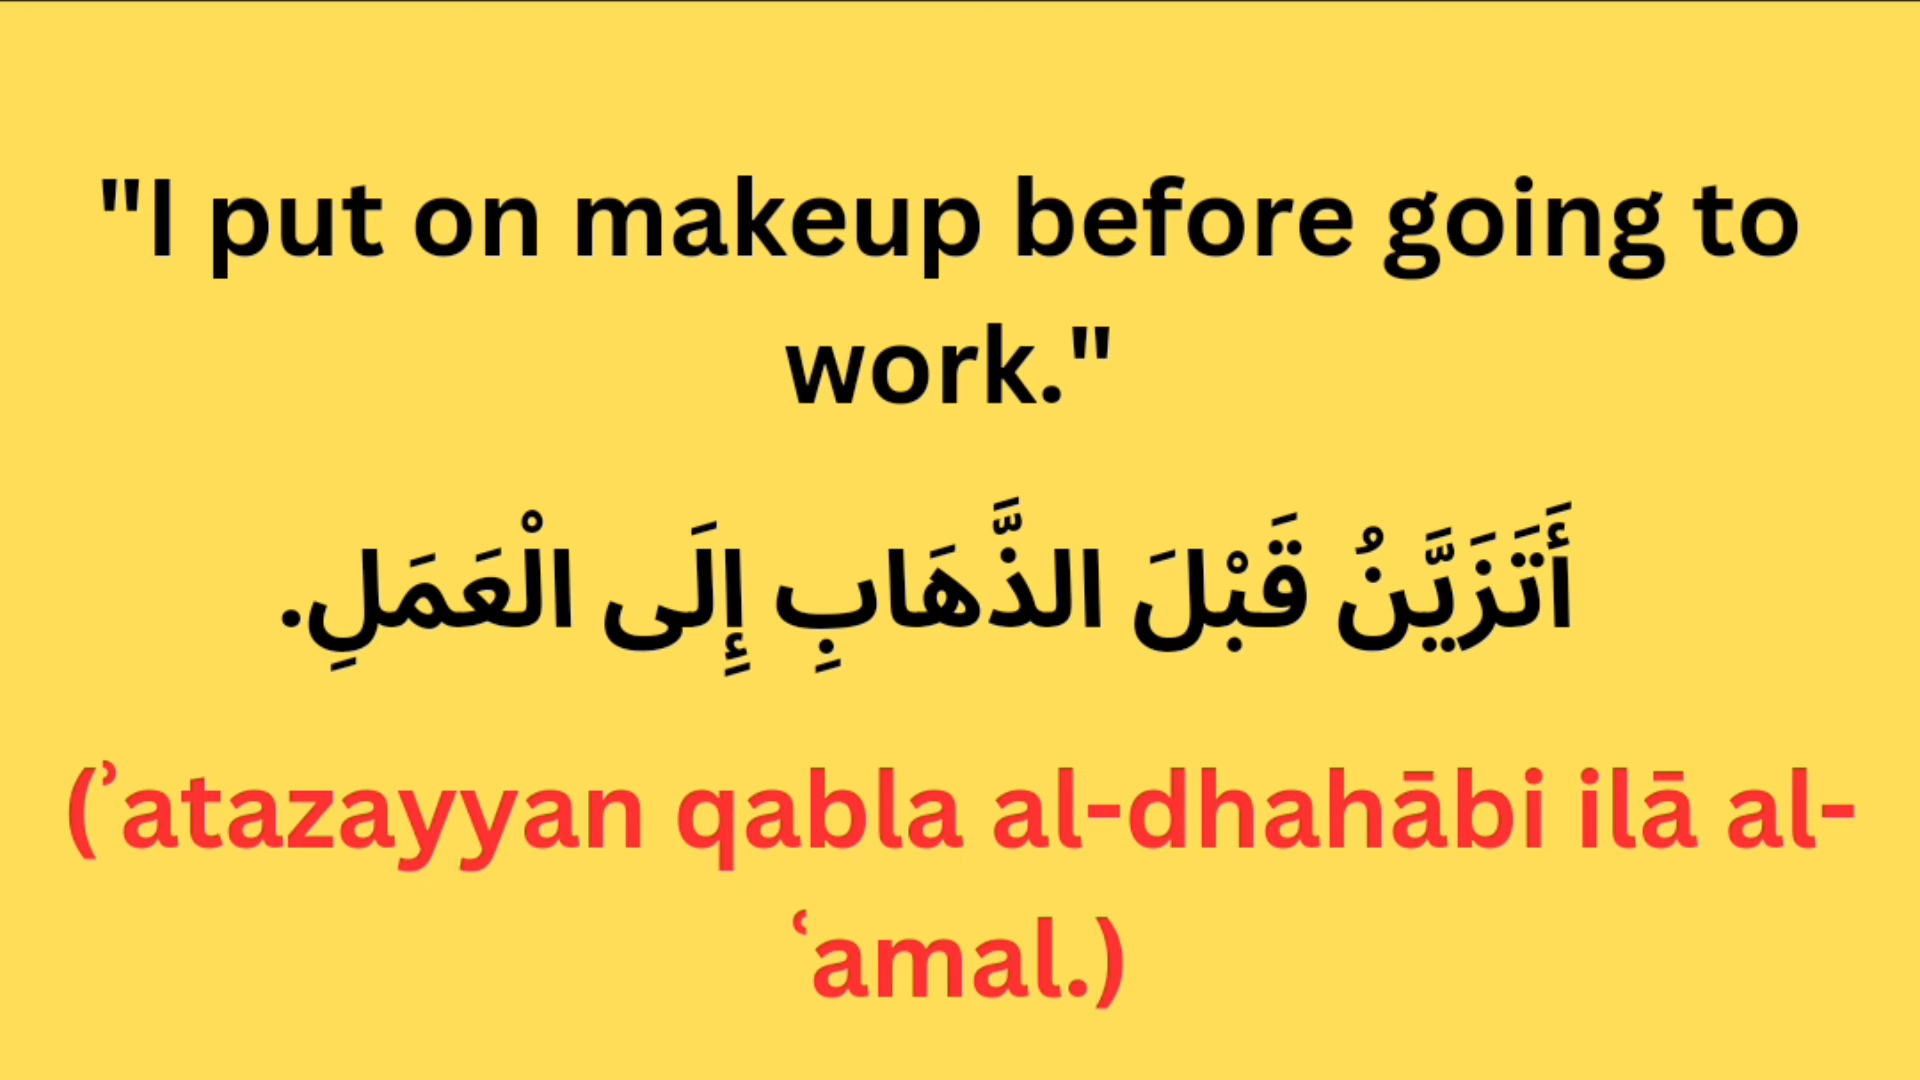 "I put on makeup before going to
work."
أَتَزَيَّنُ قَبْلَ الذَّهَابِ إِلَى الْعَمَلِ.
(ʾatazayyan qabla al-dhahābi ilā al-
ʿamal.)